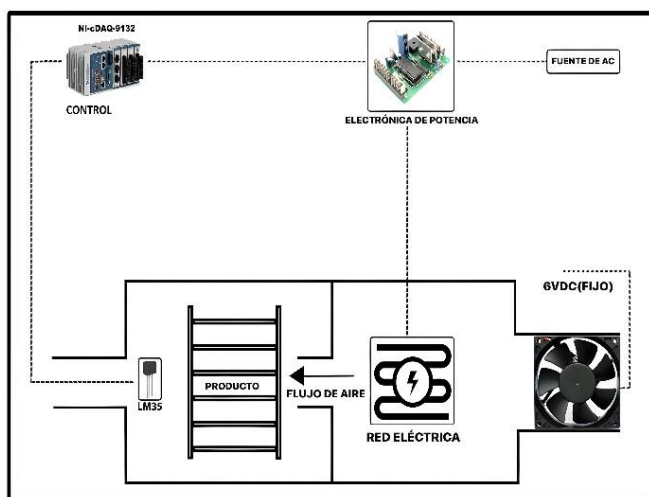 NI-cDAQ-9132
CONTROL
ELECTRÓNICA DE POTENCIA
FUENTE DE AC
6VDC(FIJO)
PRODUCTO
FLUJO DE AIRE
LM35
RED ELÉCTRICA